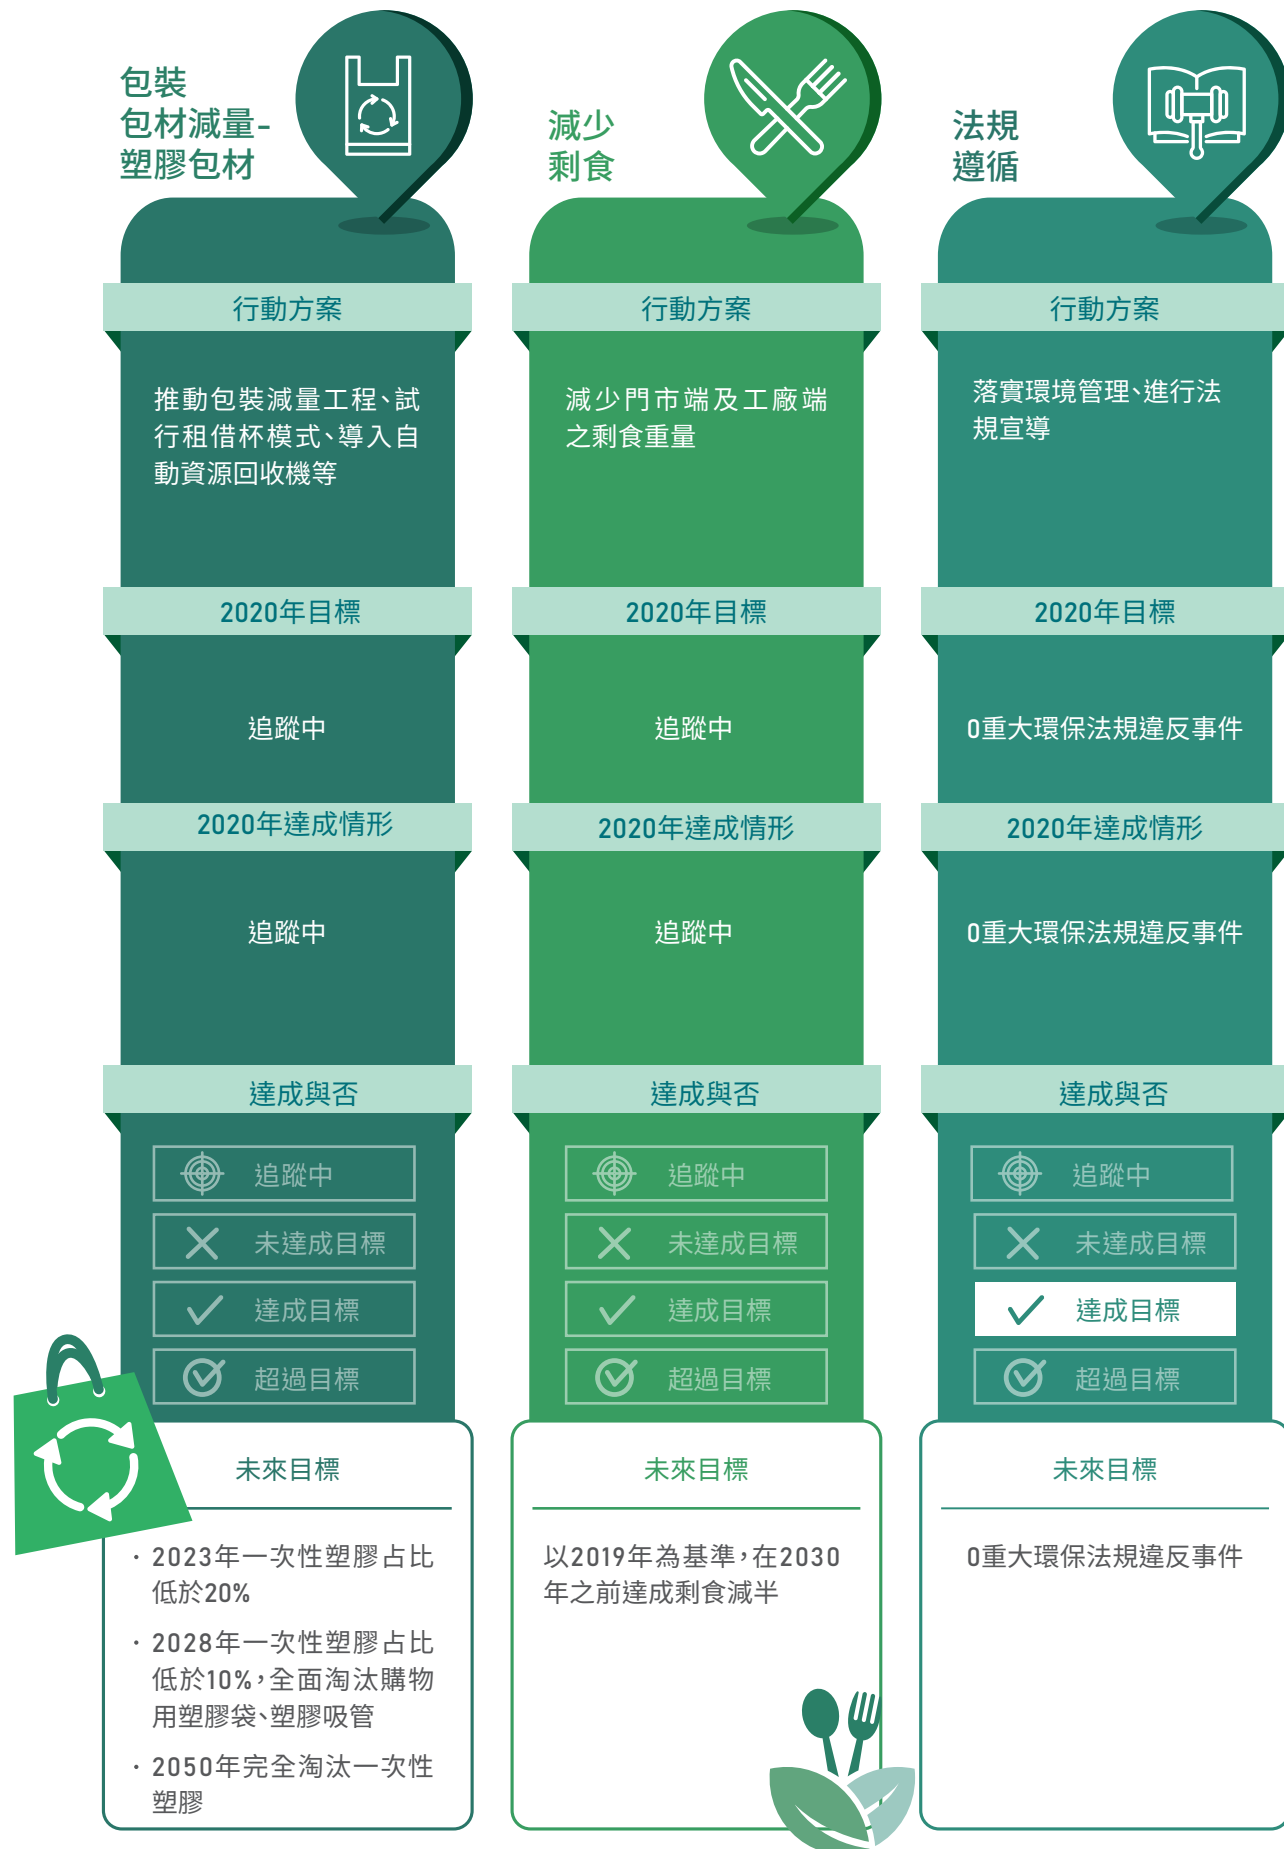 包裝
包材減量-
塑膠包材
行動方案
推動包裝減量工程、試
行租借杯模式、導入自
動資源回收機等
2020年目標
追蹤中
2020年達成情形
追蹤中
達成與否
追蹤中
未達成目標
達成目標
超過目標
未來目標
· 2023年一次性塑膠占比
低於20%
· 2028年一次性塑膠占比
低於10%，全面淘汰購物
用塑膠袋、塑膠吸管
· 2050年完全淘汰一次性
塑膠
減少
剩食
行動方案
減少門市端及工廠端
之剩食重量
2020年目標
追蹤中
2020年達成情形
追蹤中
達成與否
追蹤中
未達成目標
達成目標
超過目標
未來目標
以2019年為基準，在2030
年之前達成剩食減半
法規
遵循
行動方案
落實環境管理、進行法
規宣導
2020年目標
0重大環保法規違反事件
2020年達成情形
0重大環保法規違反事件
達成與否
追蹤中
未達成目標
達成目標
超過目標
未來目標
0重大環保法規違反事件